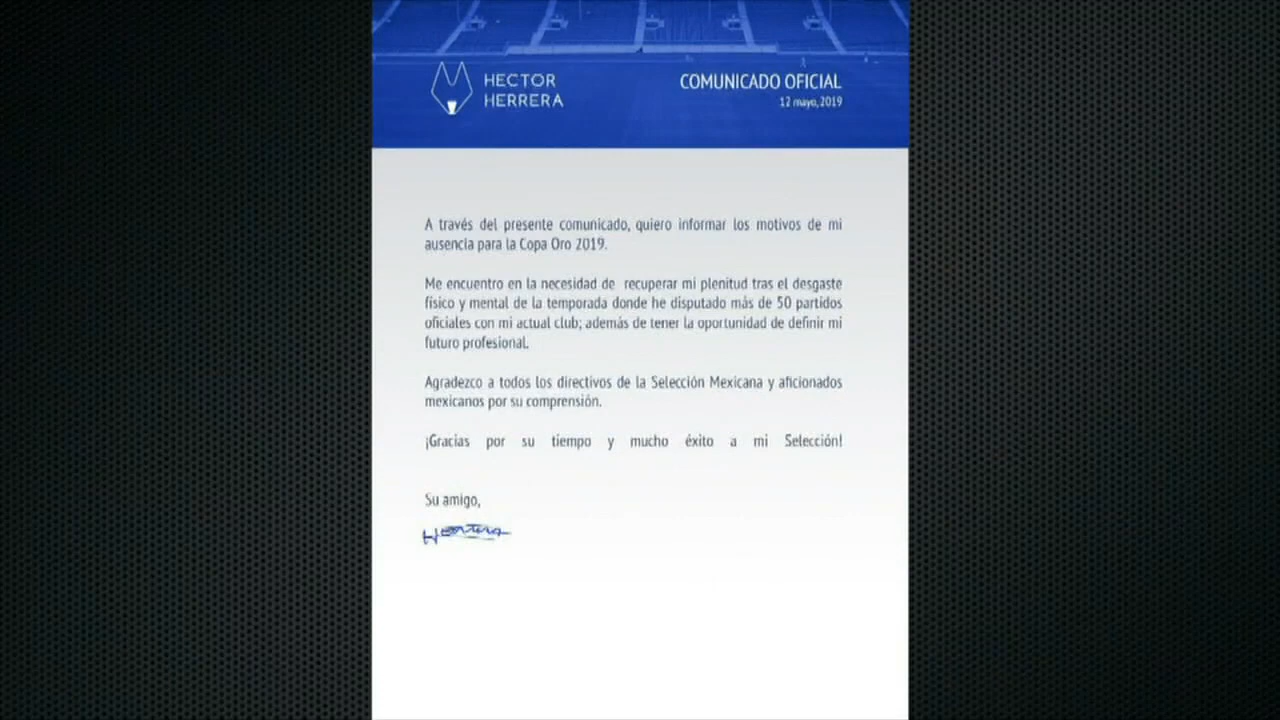 HECTOR
HERRERA
COMUNICADO OFICIAL
12 mayo, 2019
A través del presente comunicado, quiero informar los motivos de mi
ausencia para la Copa Oro 2019.
Me encuentro en la necesidad de recuperar mi plenitud tras el desgaste
físico y mental de la temporada donde he disputado más de 50 partidos
oficiales con mi actual club; además de tener la oportunidad de definir mi
futuro profesional.
Agradezco a todos los directivos de la Selección Mexicana y aficionados
mexicanos por su comprensión.
¡Gracias por su tiempo y mucho éxito a mi Selección!
Su amigo,
Herrera